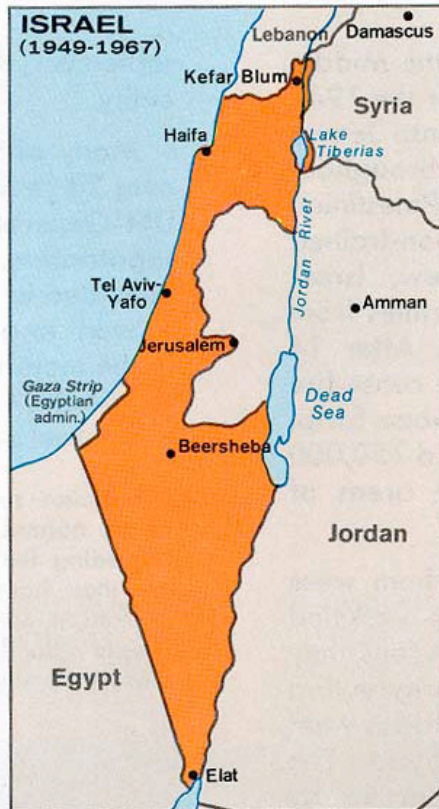 ISRAEL
(1949-1967)
Lebanon
Damascus
Kefar Blum
Syria
Haifa
Lake
Tiberias
Jordan River
Tel Aviv-
Yafo
Amman
Jerusalem
Gaza Strip
(Egyptian
admin.)
Dead
Sea
Beersheba
Jordan
Egypt
Elat